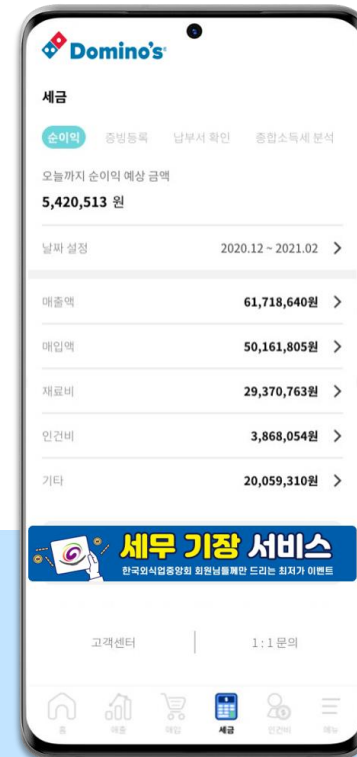 Domino's
세금
순이익 증빙등록 납부서 확인 종합소득세 분석
오늘까지 순이익 예상 금액
5,420,513 원
날짜 설정 2020.12 ~ 2021.02
매출액 61,718,640원
매입액 50,161,805원
재료비 29,370,763원
인건비 3,868,054원
기타 20,059,310원
세무 기장 서비스
한국외식업중앙회 회원님들께만 드리는 최저가 이벤트
고객센터 1:1 문의
홈 매출 매입 세금 인건비 메뉴